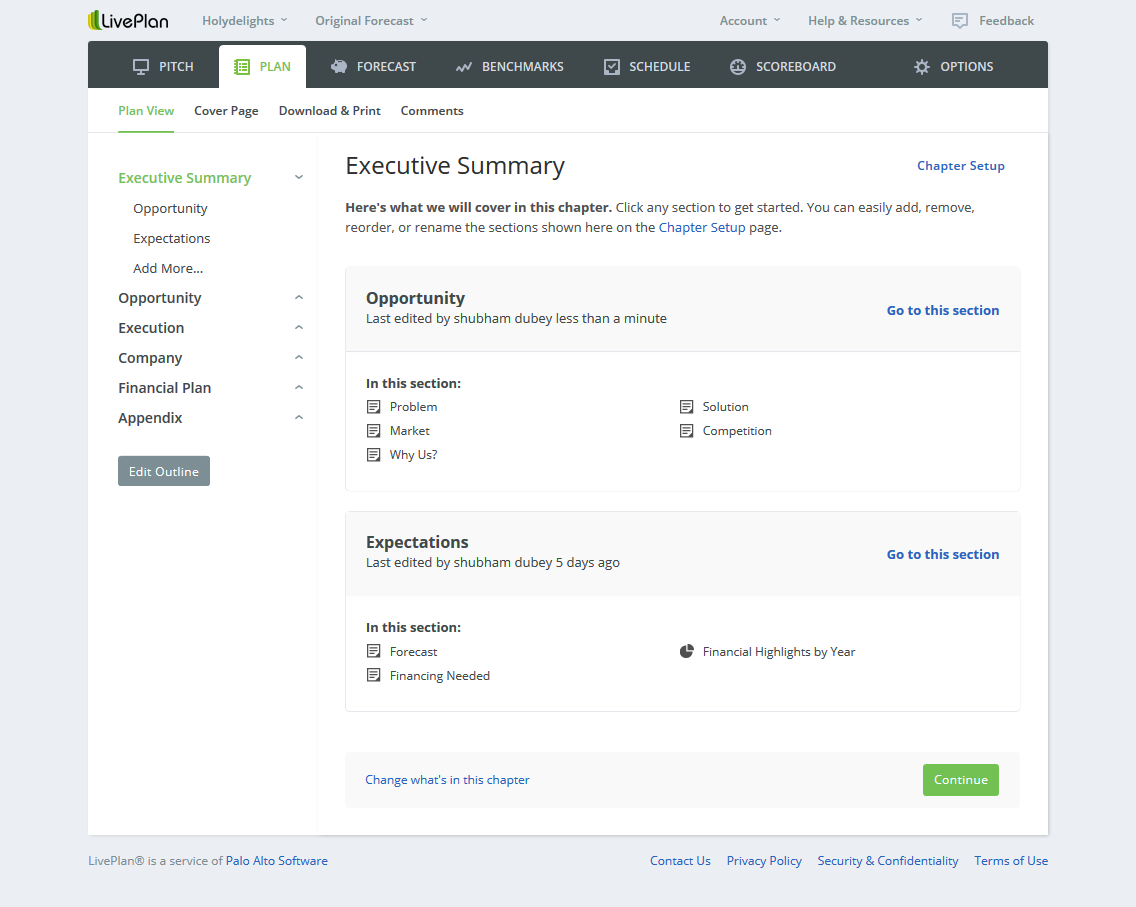 LivePlan Holydelights Original Forecast Account Help & Resources Feedback
PITCH PLAN FORECAST BENCHMARKS SCHEDULE SCOREBOARD OPTIONS
Plan View Cover Page Download & Print Comments
Executive Summary
Opportunity
Expectations
Add More...
Opportunity
Execution
Company
Financial Plan
Appendix
Edit Outline
Executive Summary
Chapter Setup
Here's what we will cover in this chapter. Click any section to get started. You can easily add, remove,
reorder, or rename the sections shown here on the Chapter Setup page.
Opportunity
Last edited by shubham dubey less than a minute
Go to this section
In this section:
Problem
Solution
Market
Competition
Why Us?
Expectations
Last edited by shubham dubey 5 days ago
Go to this section
In this section:
Forecast
Financial Highlights by Year
Financing Needed
Change what's in this chapter
Continue
LivePlan® is a service of Palo Alto Software
Contact Us Privacy Policy Security & Confidentiality Terms of Use